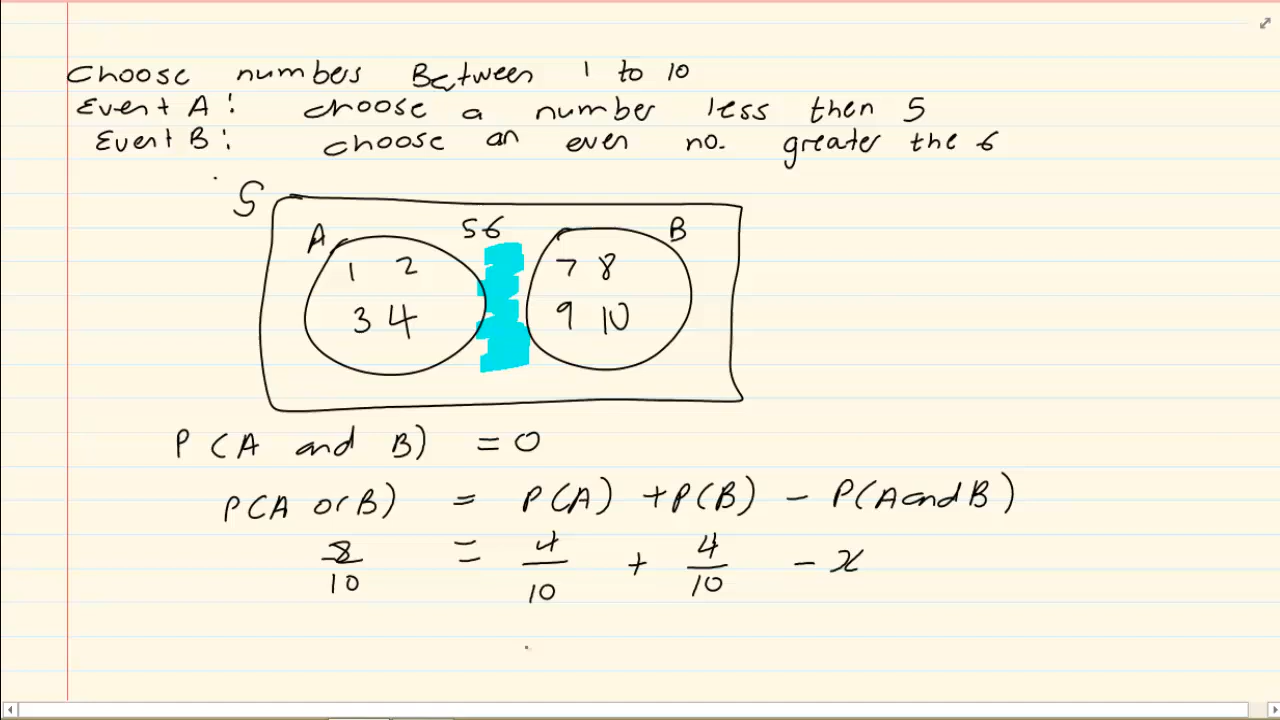 Choose numbers Between 1 to 10
Event A: choose a number less then 5
Event B: choose an even no. greater the 6
S
A 56 B
1 2 7 8
3 4 9 10
P(A and B) = 0
P(A or B) = P(A) + P(B) - P(A and B)
8/10 = 4/10 + 4/10 - x